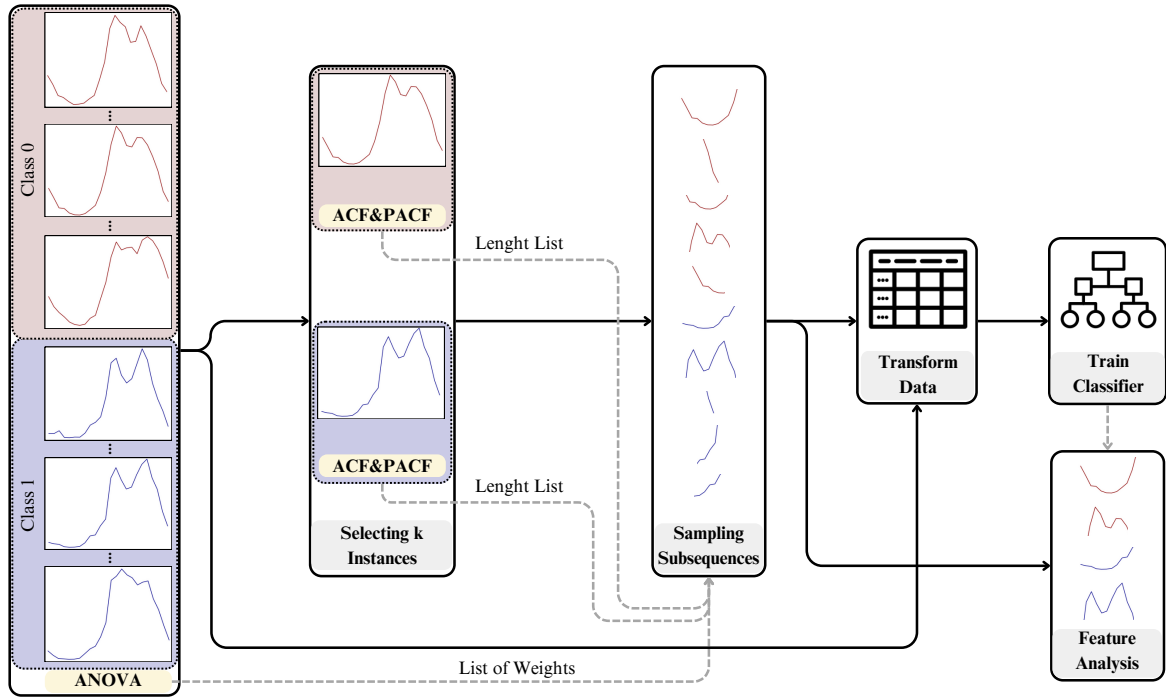 Class 0
Class 1
ANOVA
ACF&PACF
ACF&PACF
Selecting k
Instances
Lenght List
Lenght List
List of Weights
Sampling
Subsequences
Transform
Data
Train
Classifier
Feature
Analysis